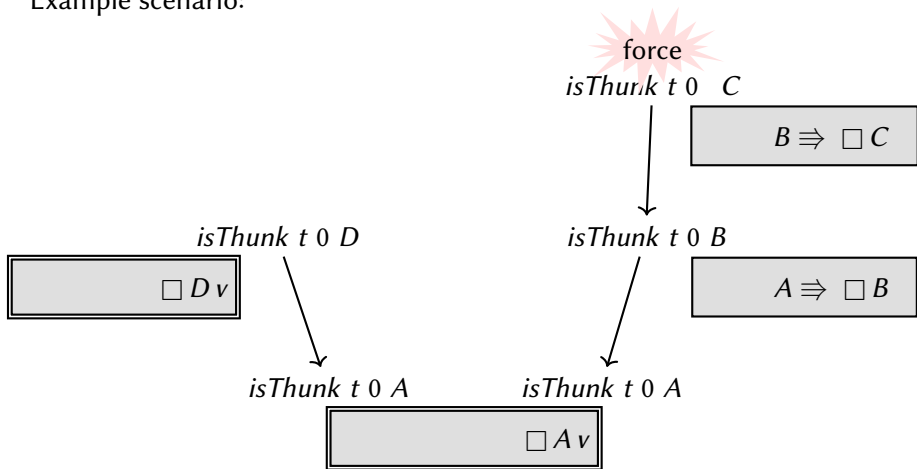 Example scenario:
force
isThunk t 0 C
B ⇛ □ C
isThunk t 0 D
isThunk t 0 B
□ D v
A ⇛ □ B
isThunk t 0 A
isThunk t 0 A
□ A v